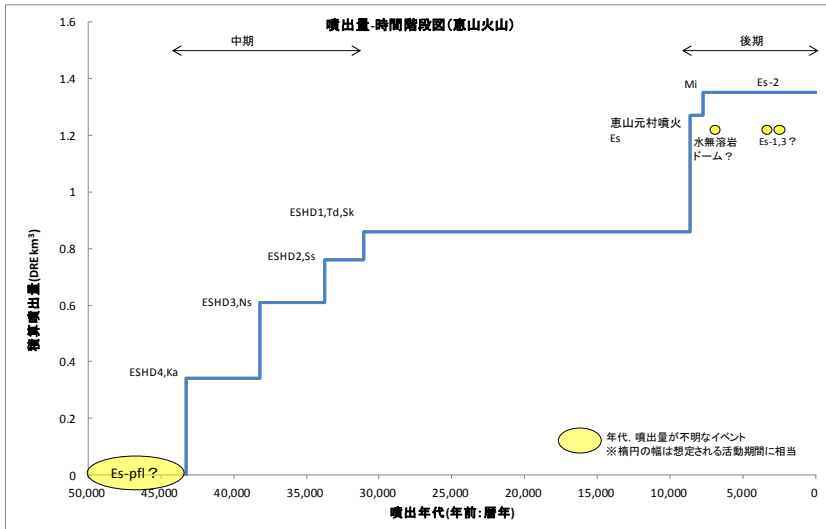 噴出量-時間階段図(恵山火山)
中期
後期
1.6
1.4
1.2
1
0.8
0.6
0.4
0.2
0
積算噴出量(DRE km³)
Mi
Es-2
恵山元村噴火
Es
水無溶岩
ドーム？
Es-1,3？
ESHD1,Td,Sk
ESHD2,Ss
ESHD3,Ns
ESHD4,Ka
Es-pfl？
年代，噴出量が不明なイベント
※楕円の幅は想定される活動期間に相当
50,000
45,000
40,000
35,000
30,000
25,000
20,000
15,000
10,000
5,000
0
噴出年代(年前：暦年)